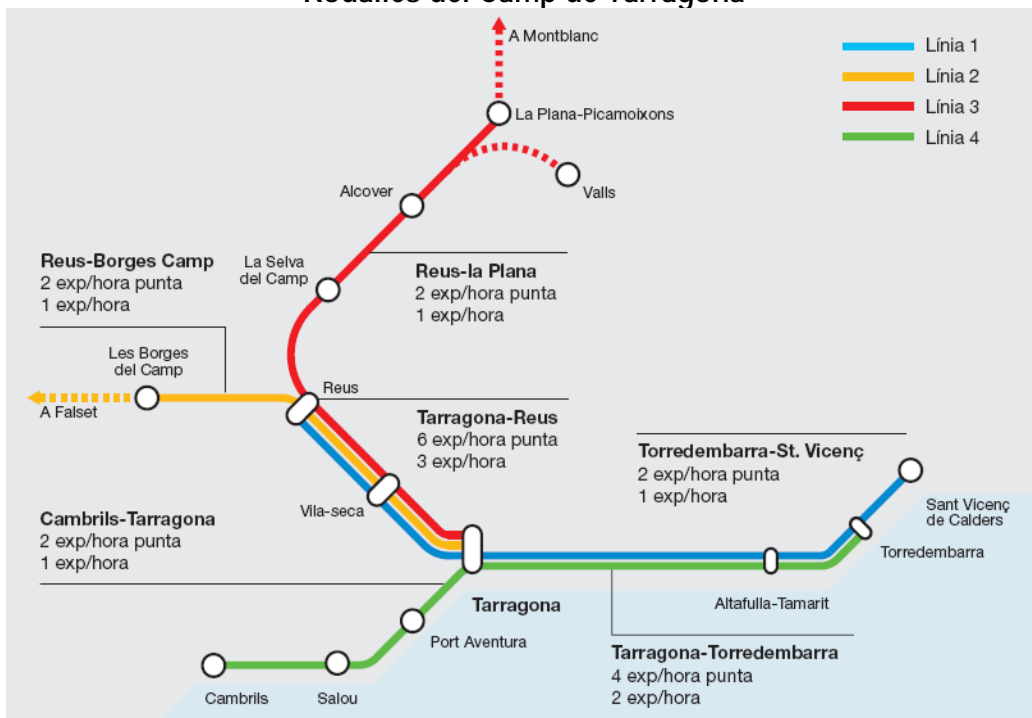 Rodalies del Camp de Tarragona
A Montblanc
Línia 1
Línia 2
Línia 3
Línia 4
La Plana-Picamoixons
Valls
Alcover
Reus-Borges Camp
2 exp/hora punta
1 exp/hora
La Selva
del Camp
Reus-la Plana
2 exp/hora punta
1 exp/hora
Les Borges
del Camp
A Falset
Reus
Tarragona-Reus
6 exp/hora punta
3 exp/hora
Torredembarra-St. Vicenç
2 exp/hora punta
1 exp/hora
Vila-seca
Sant Vicenç
de Calders
Cambrils-Tarragona
2 exp/hora punta
1 exp/hora
Torredembarra
Tarragona
Altafulla-Tamarit
Port Aventura
Tarragona-Torredembarra
4 exp/hora punta
2 exp/hora
Cambrils
Salou